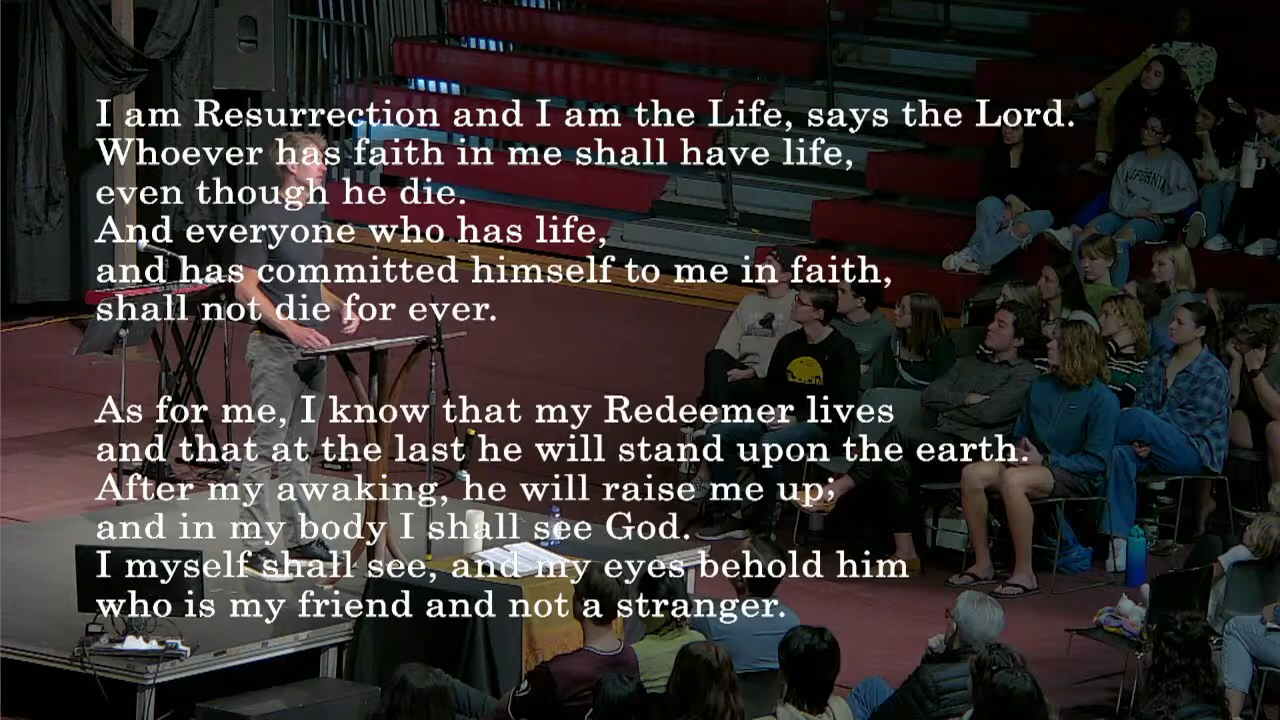 I am Resurrection and I am the Life, says the Lord.
Whoever has faith in me shall have life,
even though he die.
And everyone who has life,
and has committed himself to me in faith,
shall not die for ever.
As for me, I know that my Redeemer lives
and that at the last he will stand upon the earth.
After my awaking, he will raise me up;
and in my body I shall see God.
I myself shall see, and my eyes behold him
who is my friend and not a stranger.
CALIFORNIA